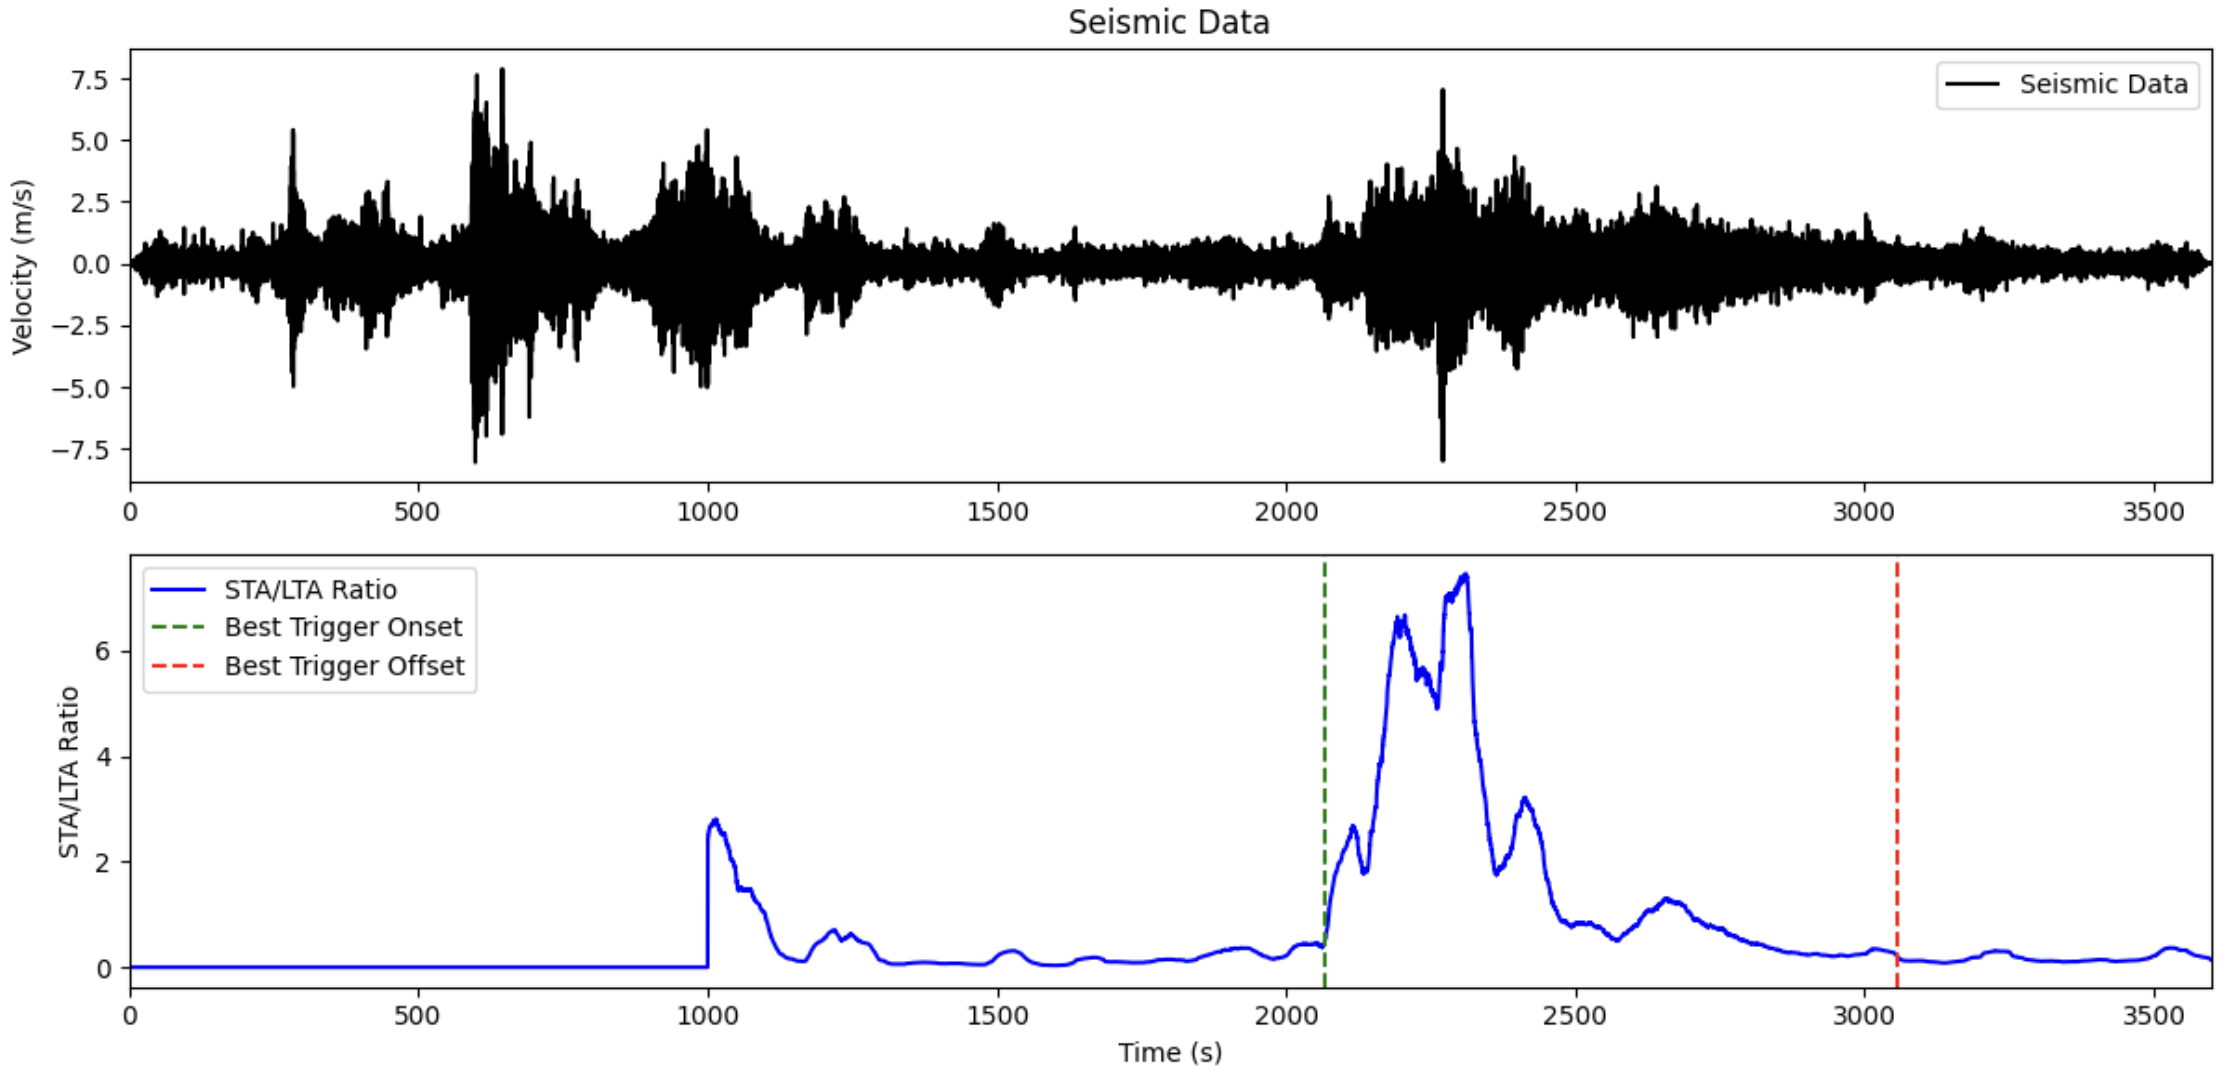 Seismic Data
Velocity (m/s)
7.5
5.0
2.5
0.0
−2.5
−5.0
−7.5
Seismic Data
0 500 1000 1500 2000 2500 3000 3500
STA/LTA Ratio
6
4
2
0
STA/LTA Ratio
Best Trigger Onset
Best Trigger Offset
0 500 1000 1500 2000 2500 3000 3500
Time (s)